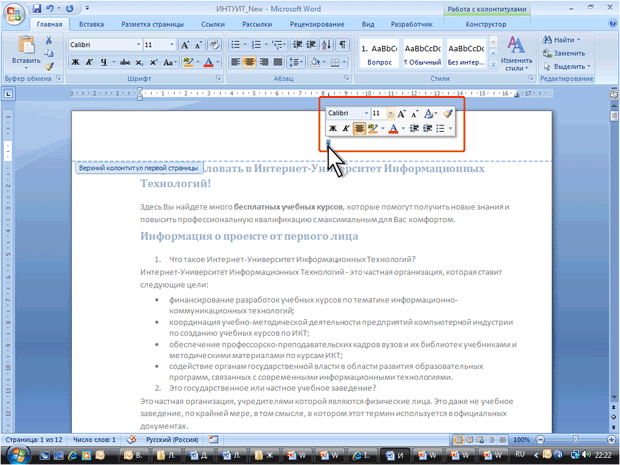 ИНТУИТ_New - Microsoft Word
Работа с колонтитулами
Главная Вставка Разметка страницы Ссылки Рассылки Рецензирование Вид Разработчик Конструктор
Calibri 11
1. AaBbCc AaBbCcDc AaBbCcDc
Вопрос ¶ Обычный Без интер...
Вставить
Изменить стили
Найти
Заменить
Выделить
Буфер обмена Шрифт Абзац Стили Редактирование
Calibri 11
Верхний колонтитул первой страницы
ловать в Интернет-Университет Информационных
Технологий!
Здесь Вы найдете много бесплатных учебных курсов, которые помогут получить новые знания и
повысить профессиональную квалификацию с максимальным для Вас комфортом.
Информация о проекте от первого лица
1. Что такое Интернет-Университет Информационных Технологий?
Интернет-Университет Информационных Технологий - это частная организация, которая ставит
следующие цели:
• финансирование разработок учебных курсов по тематике информационно-
коммуникационных технологий;
• координация учебно-методической деятельности предприятий компьютерной индустрии
по созданию учебных курсов по ИКТ;
• обеспечение профессорско-преподавательских кадров вузов и их библиотек учебниками и
методическими материалами по курсам ИКТ;
• содействие органам государственной власти в области развития образовательных
программ, связанных с современными информационными технологиями.
2. Это государственное или частное учебное заведение?
Это частная организация, учредителями которой являются физические лица. Это даже не учебное
заведение, по крайней мере, в том смысле, в котором этот термин используется в официальных
документах.
Страница: 1 из 12 Число слов: 1 Русский (Россия) 100%
RU 22:22